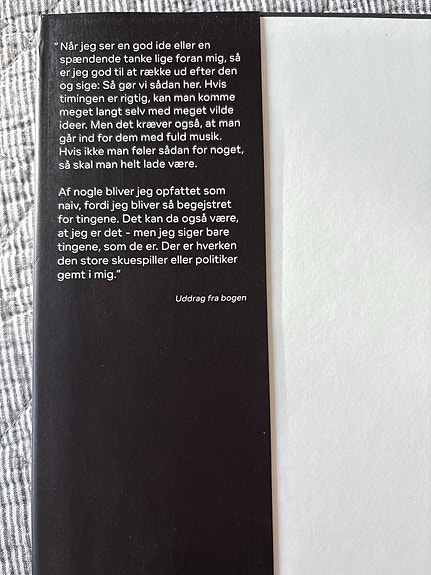 "Når jeg ser en god ide eller en
spændende tanke lige foran mig, så
er jeg god til at række ud efter den
og sige: Så gør vi sådan her. Hvis
timingen er rigtig, kan man komme
meget langt selv med meget vilde
ideer. Men det kræver også, at man
går ind for dem med fuld musik.
Hvis ikke man føler sådan for noget,
så skal man helt lade være.
Af nogle bliver jeg opfattet som
naiv, fordi jeg bliver så begejstret
for tingene. Det kan da også være,
at jeg er det - men jeg siger bare
tingene, som de er. Der er hverken
den store skuespiller eller politiker
gemt i mig."
Uddrag fra bogen